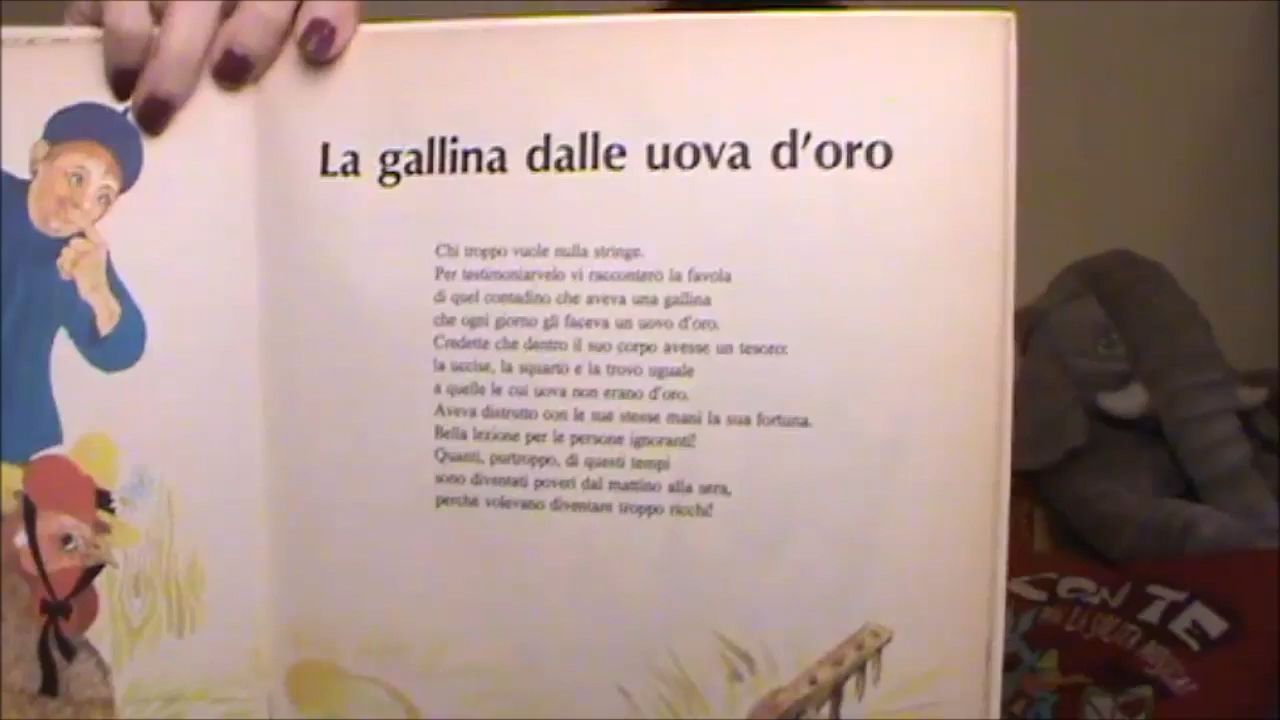 La gallina dalle uova d'oro
Chi troppo vuole nulla stringe.
Per testimoniarvelo vi racconterò la favola
di quel contadino che aveva una gallina
che ogni giorno gli faceva un uovo d'oro.
Credette che dentro il suo corpo avesse un tesoro:
la uccise, la squartò e la trovò uguale
a quelle le cui uova non erano d'oro.
Aveva distrutto con le sue stesse mani la sua fortuna.
Bella lezione per le persone ignoranti!
Quanti, purtroppo, di questi tempi
sono diventati poveri dal mattino alla sera,
perché volevano diventare troppo ricchi!
CON TE
LA